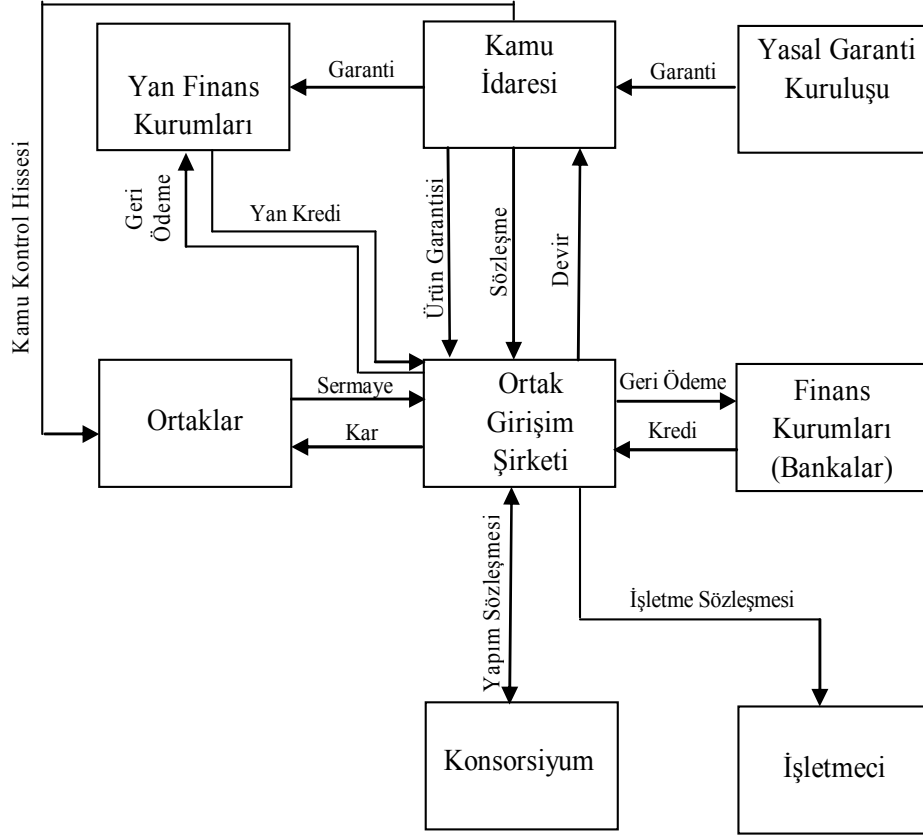 Kamu
İdaresi
Yasal Garanti
Kuruluşu
Yan Finans
Kurumları
Garanti
Garanti
Kamu Kontrol Hissesi
Geri
Ödeme
Yan Kredi
Ürün Garantisi
Sözleşme
Devir
Ortaklar
Sermaye
Kar
Ortak
Girişim
Şirketi
Geri Ödeme
Kredi
Finans
Kurumları
(Bankalar)
Yapım Sözleşmesi
İşletme Sözleşmesi
Konsorsiyum
İşletmeci